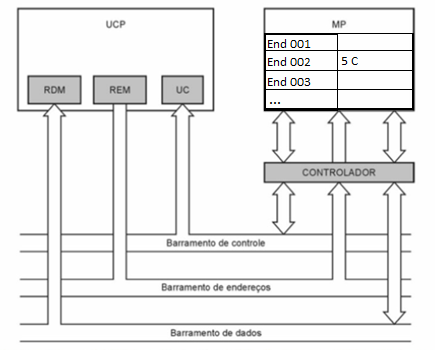 UCP
MP
End 001
End 002 5 C
End 003
...
RDM REM UC
CONTROLADOR
Barramento de controle
Barramento de endereços
Barramento de dados